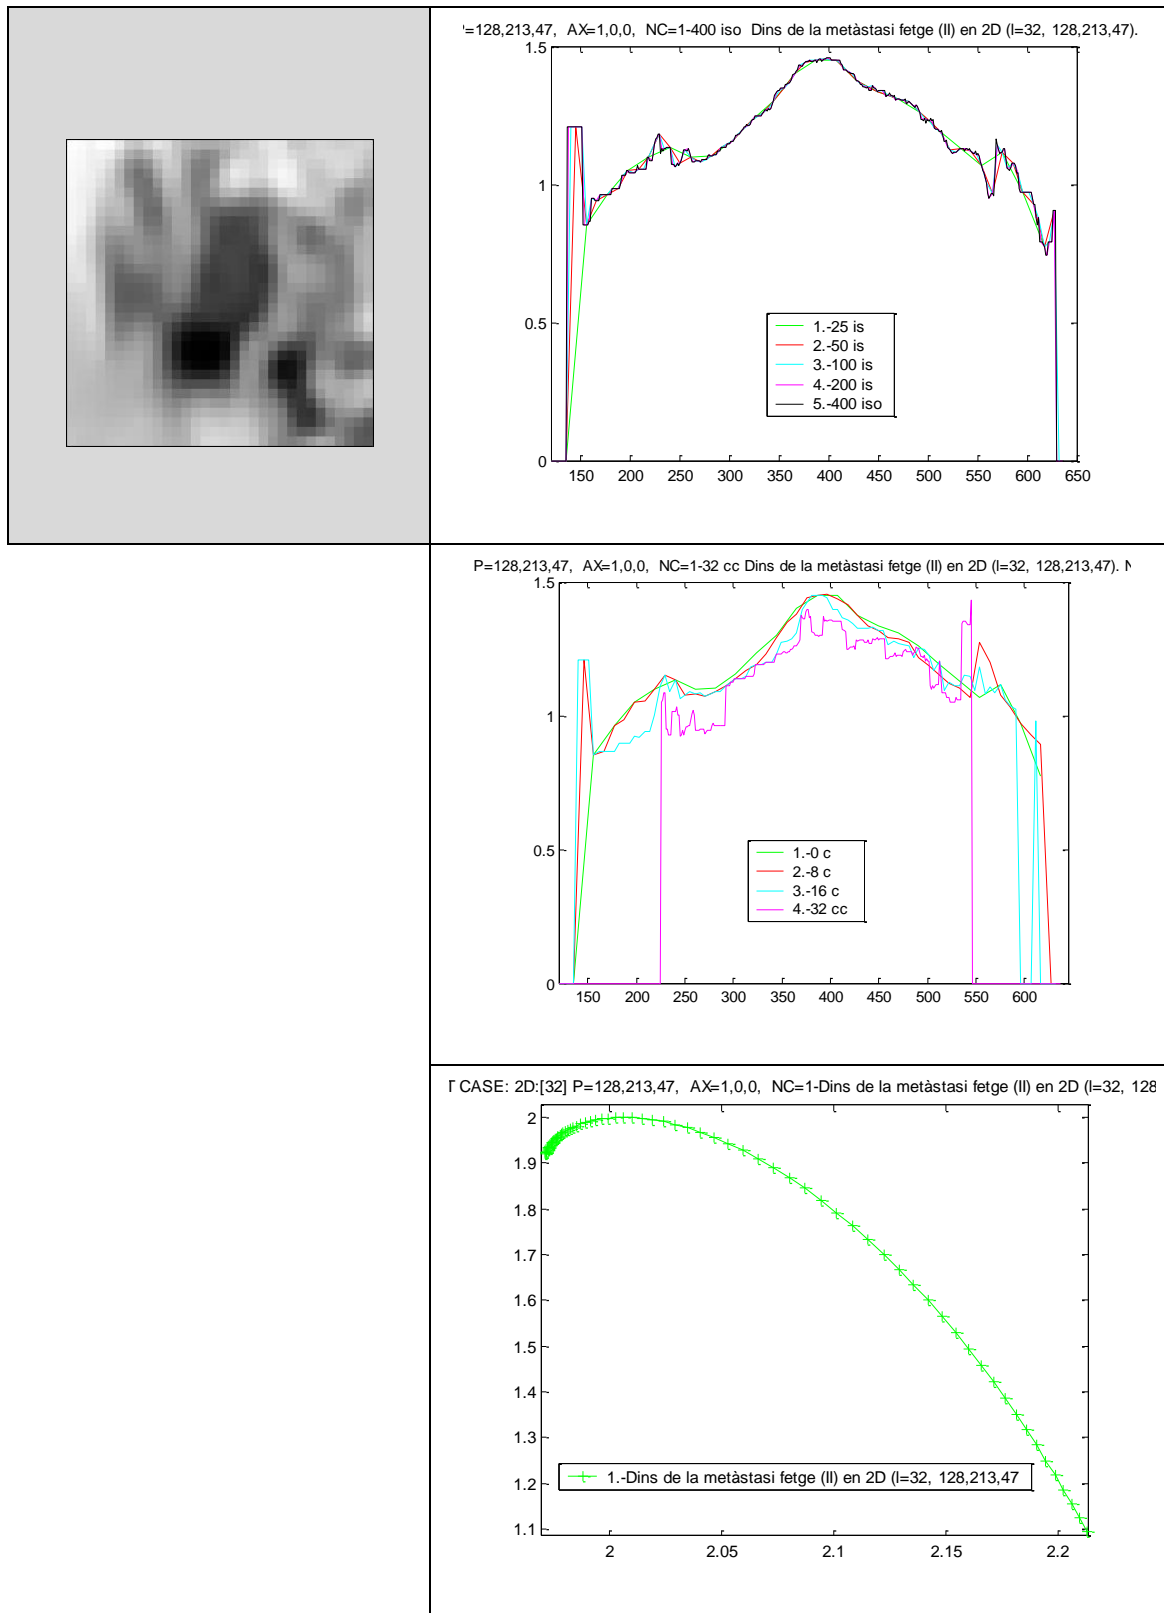 P=128,213,47, AX=1,0,0, NC=1-400 iso Dins de la metàstasi fetge (II) en 2D (I=32, 128,213,47).
1.5
1
0.5
0
150 200 250 300 350 400 450 500 550 600 650
1.-25 is
2.-50 is
3.-100 is
4.-200 is
5.-400 iso
P=128,213,47, AX=1,0,0, NC=1-32 cc Dins de la metàstasi fetge (II) en 2D (I=32, 128,213,47). N
1.5
1
0.5
0
150 200 250 300 350 400 450 500 550 600
1.-0 c
2.-8 c
3.-16 c
4.-32 cc
CASE: 2D:[32] P=128,213,47, AX=1,0,0, NC=1-Dins de la metàstasi fetge (II) en 2D (I=32, 128
2
1.9
1.8
1.7
1.6
1.5
1.4
1.3
1.2
1.1
2 2.05 2.1 2.15 2.2
1.-Dins de la metàstasi fetge (II) en 2D (I=32, 128,213,47